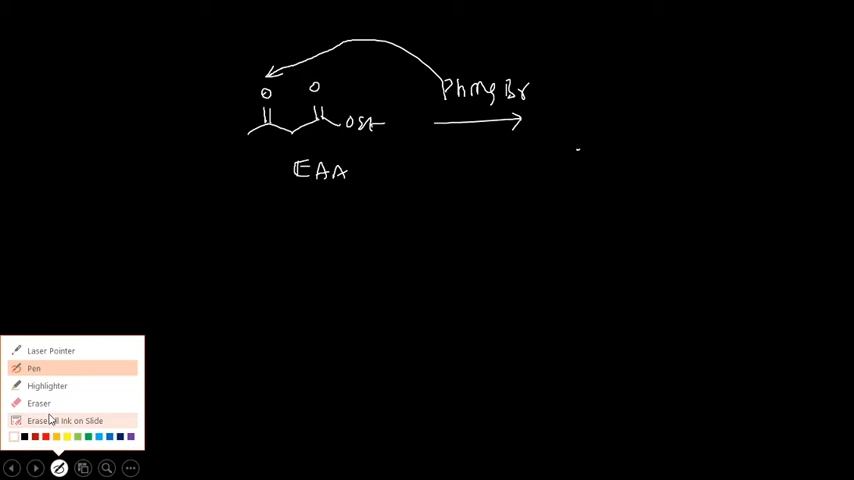 PhMgBr
O O
OEt
EAA
Laser Pointer
Pen
Highlighter
Eraser
Erase All Ink on Slide